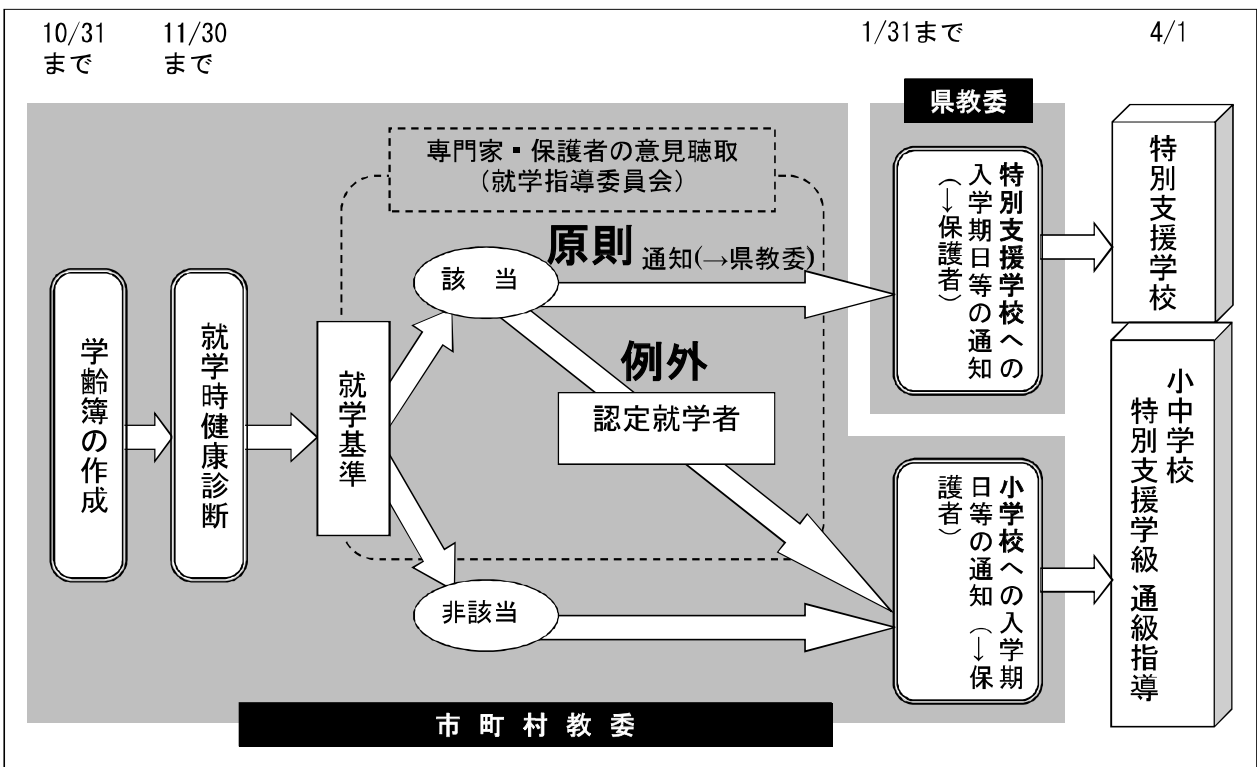 10/31
まで
11/30
まで
1/31まで
4/1
県教委
専門家・保護者の意見聴取
(就学指導委員会)
原則 通知(→県教委)
該 当
例外
認定就学者
学齢簿の作成
就学時健康診断
就学基準
非該当
特別支援学校への
入学期日等の通知
(→保護者)
小学校への入学期
日等の通知 (→保
護者)
特別支援学校
小中学校
特別支援学級 通級指導
市町村教委